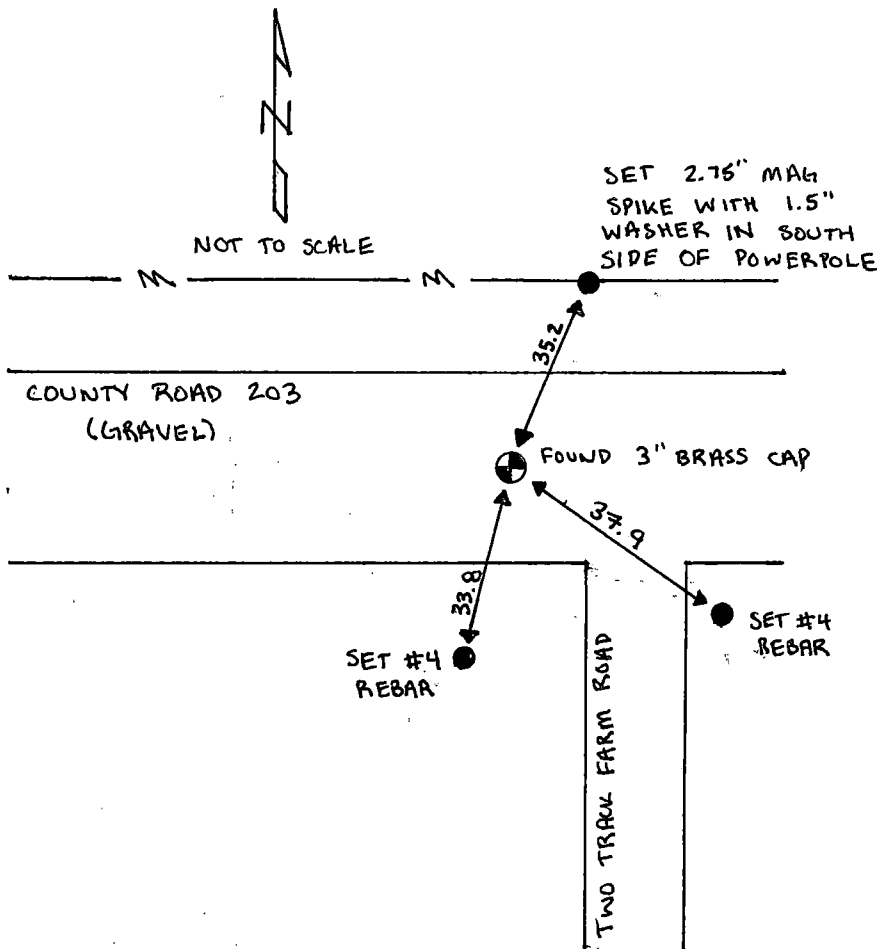 N
NOT TO SCALE
SET 2.75" MAG
SPIKE WITH 1.5"
WASHER IN SOUTH
SIDE OF POWERPOLE
35.2
COUNTY ROAD 203
(GRAVEL)
FOUND 3" BRASS CAP
37.9
33.8
SET #4
REBAR
SET #4
REBAR
TWO TRACK FARM ROAD